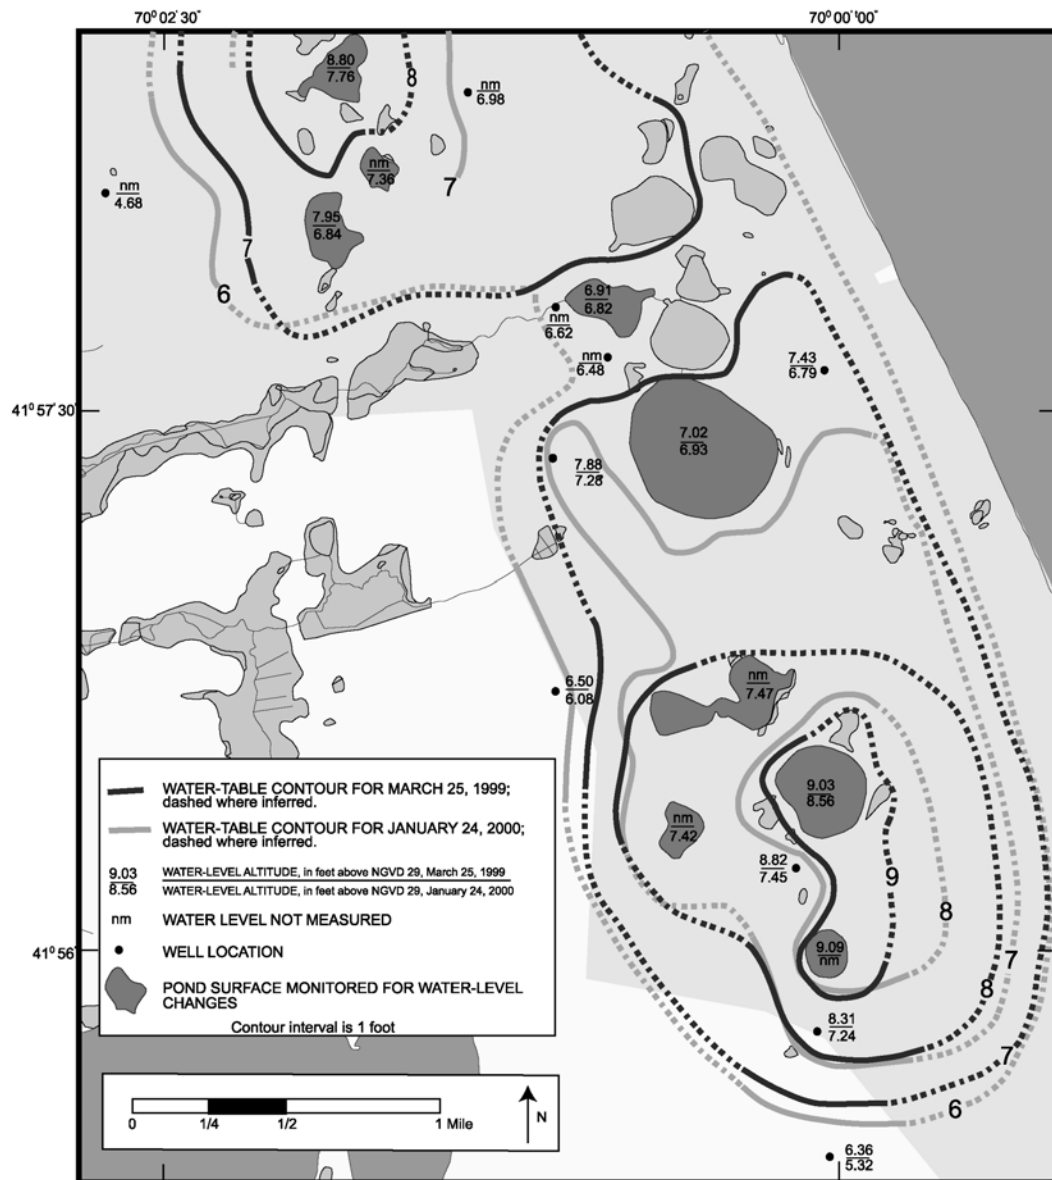 70° 02 ' 30"
70° 00 ' 00"
8.80
7.76
8
nm
6.98
nm
7.36
7
nm
4.68
7.95
6.84
7
6
6.91
6.82
nm
6.62
nm
6.48
7.43
6.79
41° 57' 30
7.02
6.93
7.88
7.28
nm
7.47
6.50
6.08
9.03
8.56
nm
7.42
8.82
7.45
9
8
9.09
nm
7
8
41° 56'
8.31
7.24
7
6
6.36
5.32
WATER-TABLE CONTOUR FOR MARCH 25, 1999;
dashed where inferred.
WATER-TABLE CONTOUR FOR JANUARY 24, 2000;
dashed where inferred.
9.03 WATER-LEVEL ALTITUDE, in feet above NGVD 29, March 25, 1999
8.56 WATER-LEVEL ALTITUDE, in feet above NGVD 29, January 24, 2000
nm WATER LEVEL NOT MEASURED
WELL LOCATION
POND SURFACE MONITORED FOR WATER-LEVEL
CHANGES
Contour interval is 1 foot
0 1/4 1/2 1 Mile
N